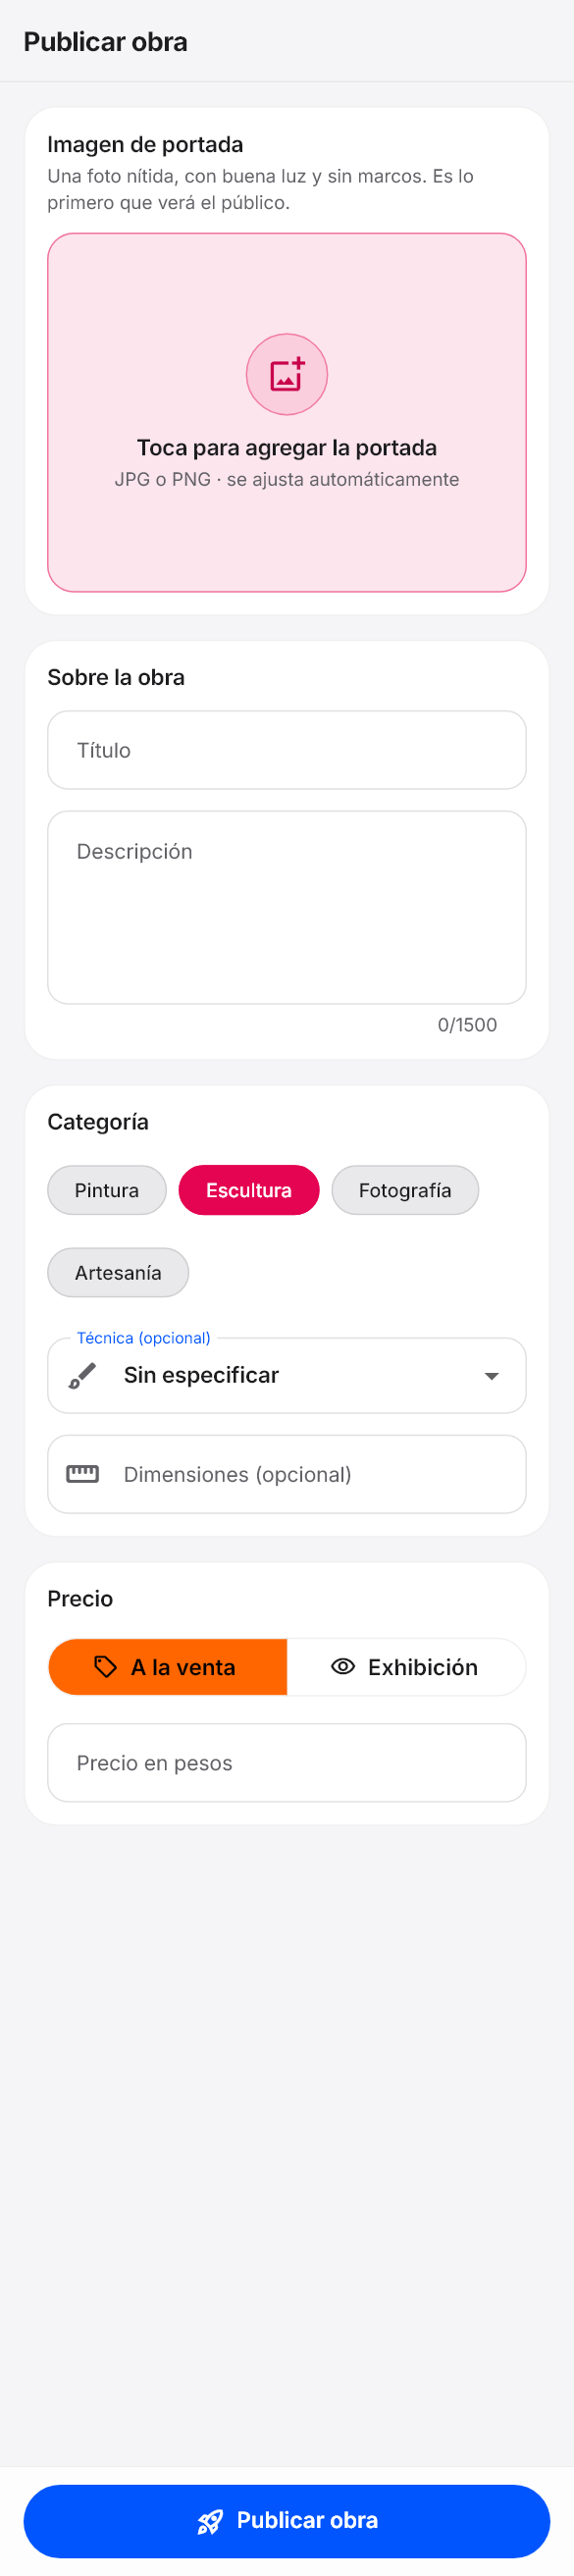 Publicar obra
Imagen de portada
Una foto nítida, con buena luz y sin marcos. Es lo
primero que verá el público.
Toca para agregar la portada
JPG o PNG · se ajusta automáticamente
Sobre la obra
Título
Descripción
0/1500
Categoría
Pintura Escultura Fotografía
Artesanía
Técnica (opcional)
Sin especificar
Dimensiones (opcional)
Precio
A la venta Exhibición
Precio en pesos
Publicar obra